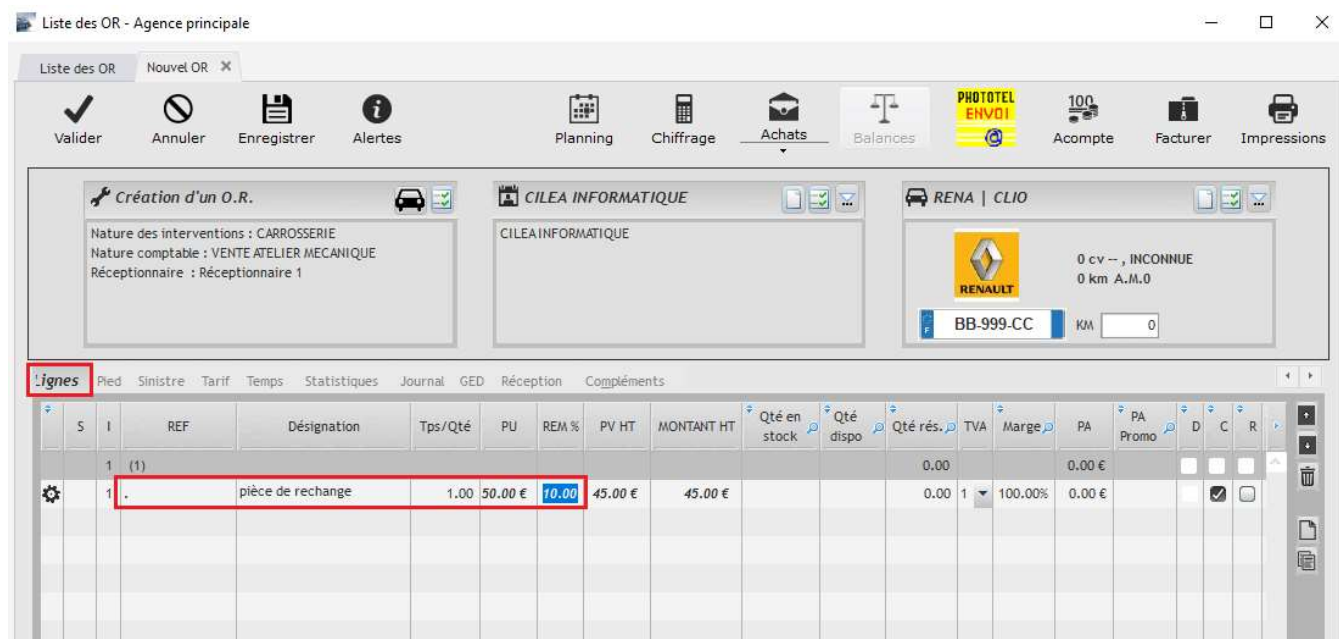 Liste des OR - Agence principale
Liste des OR Nouvel OR
Valider Annuler Enregistrer Alertes Planning Chiffrage Achats Balances PHOTOTEL ENVOI @ 100 Acompte Facturer Impressions
Création d'un O.R.
Nature des interventions : CARROSSERIE
Nature comptable : VENTE ATELIER MECANIQUE
Réceptionnaire : Réceptionnaire 1
CILEA INFORMATIQUE
CILEA INFORMATIQUE
RENA | CLIO
RENAULT
0 cv -- , INCONNUE
0 km A.M.0
F BB-999-CC KM 0
Lignes Pied Sinistre Tarif Temps Statistiques Journal GED Réception Compléments
S I REF Désignation Tps/Qté PU REM % PV HT MONTANT HT Qté en stock Qté dispo Qté rés. TVA Marge PA PA Promo D C R
1 (1) 0.00 0.00 €
1 . pièce de rechange 1.00 50.00 € 10.00 45.00 € 45.00 € 0.00 1 100.00% 0.00 €